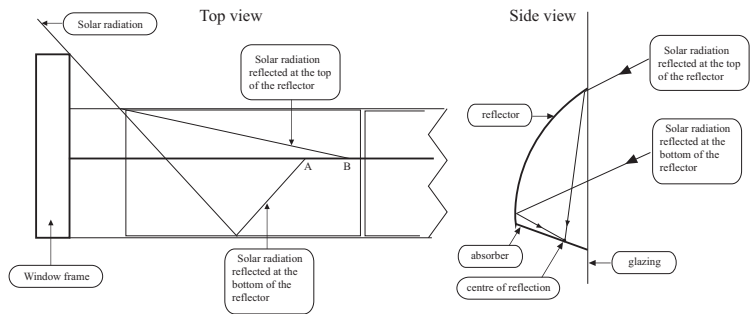 Top view
Solar radiation
Solar radiation
reflected at the top
of the reflector
A
B
Solar radiation
reflected at the
bottom of the
reflector
Window frame
Side view
Solar radiation
reflected at the top
of the reflector
reflector
Solar radiation
reflected at the
bottom of the
reflector
absorber
glazing
centre of reflection